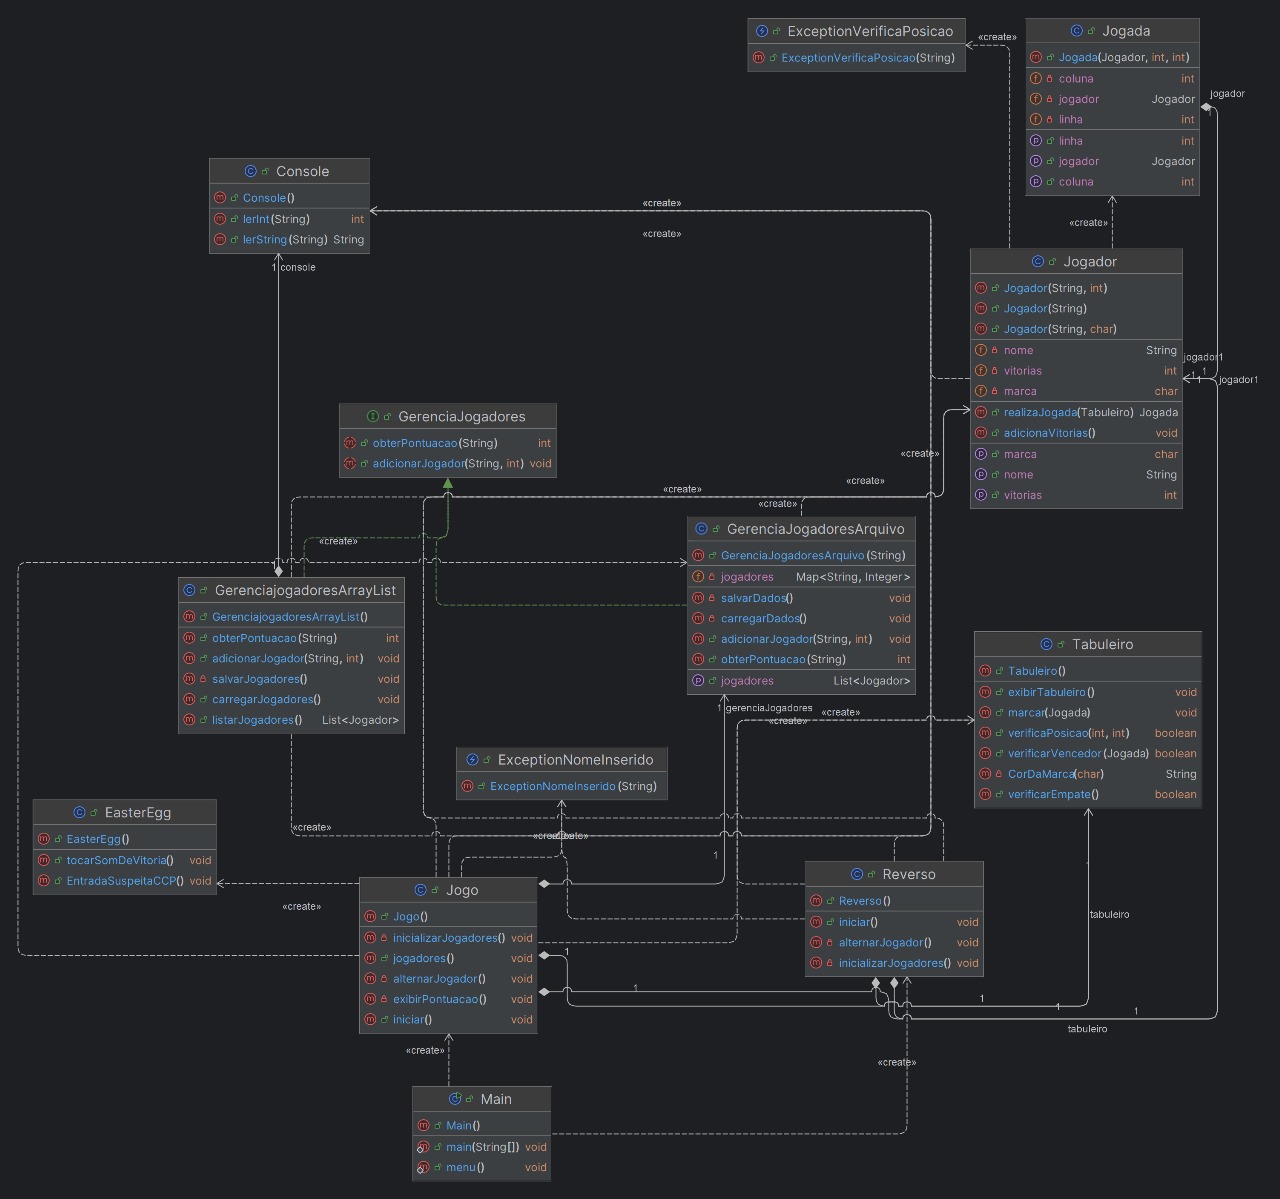 ExceptionVerificaPosicao
ExceptionVerificaPosicao(String)
«create»
Jogada
Jogada(Jogador, int, int)
coluna int
jogador Jogador
linha int
linha int
jogador Jogador
coluna int
jogador
1
«create»
Console
Console()
lerInt(String) int
lerString(String) String
«create»
«create»
1 console
Jogador
Jogador(String, int)
Jogador(String)
Jogador(String, char)
nome String
vitorias int
marca char
realizaJogada(Tabuleiro) Jogada
adicionaVitorias() void
marca char
nome String
vitorias int
jogador1
1 1
1
jogador1
GerenciaJogadores
obterPontuacao(String) int
adicionarJogador(String, int) void
«create»
«create»
«create»
«create»
«create»
GerenciaJogadoresArquivo
GerenciaJogadoresArquivo(String)
jogadores Map<String, Integer>
salvarDados() void
carregarDados() void
adicionarJogador(String, int) void
obterPontuacao(String) int
jogadores List<Jogador>
1 gerenciaJogadores
GerenciajogadoresArrayList
GerenciajogadoresArrayList()
obterPontuacao(String) int
adicionarJogador(String, int) void
salvarJogadores() void
carregarJogadores() void
listarJogadores() List<Jogador>
Tabuleiro
Tabuleiro()
exibirTabuleiro() void
marcar(Jogada) void
verificaPosicao(int, int) boolean
verificarVencedor(Jogada) boolean
CorDaMarca(char) String
verificarEmpate() boolean
«create»
«create»
ExceptionNomeInserido
ExceptionNomeInserido(String)
EasterEgg
EasterEgg()
tocarSomDeVitoria() void
EntradaSuspeitaCCP() void
«create»
1
«create»
Jogo
Jogo()
inicializarJogadores() void
jogadores() void
alternarJogador() void
exibirPontuacao() void
iniciar() void
Reverso
Reverso()
iniciar() void
alternarJogador() void
inicializarJogadores() void
tabuleiro
1
1
1
1
1
tabuleiro
«create»
«create»
Main
Main()
main(String[]) void
menu() void